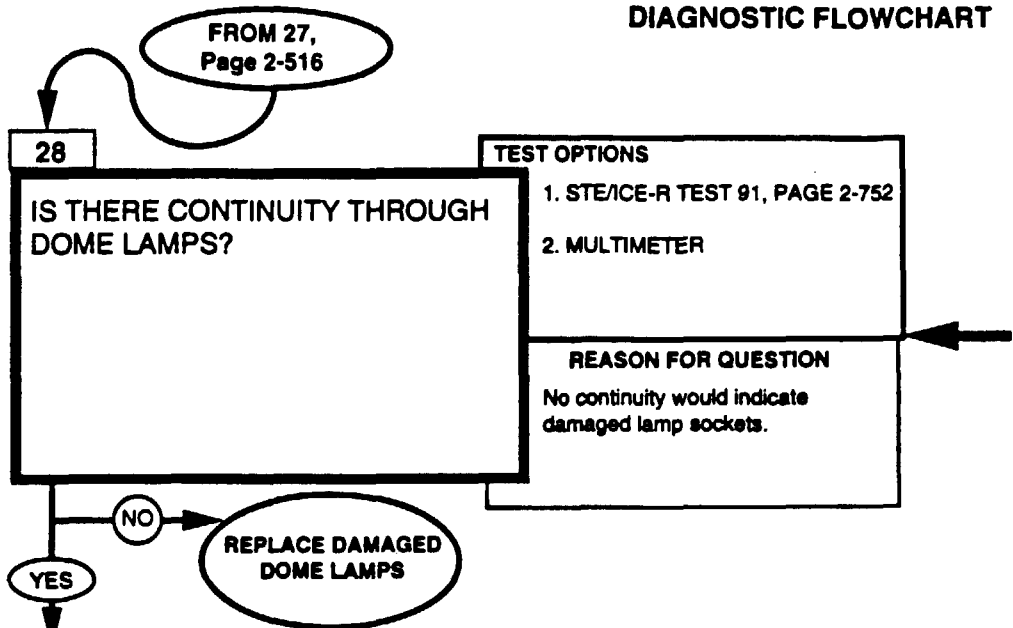 DIAGNOSTIC FLOWCHART
FROM 27,
Page 2-516
28
IS THERE CONTINUITY THROUGH
DOME LAMPS?
TEST OPTIONS
1. STE/ICE-R TEST 91, PAGE 2-752
2. MULTIMETER
REASON FOR QUESTION
No continuity would indicate
damaged lamp sockets.
NO
REPLACE DAMAGED
DOME LAMPS
YES